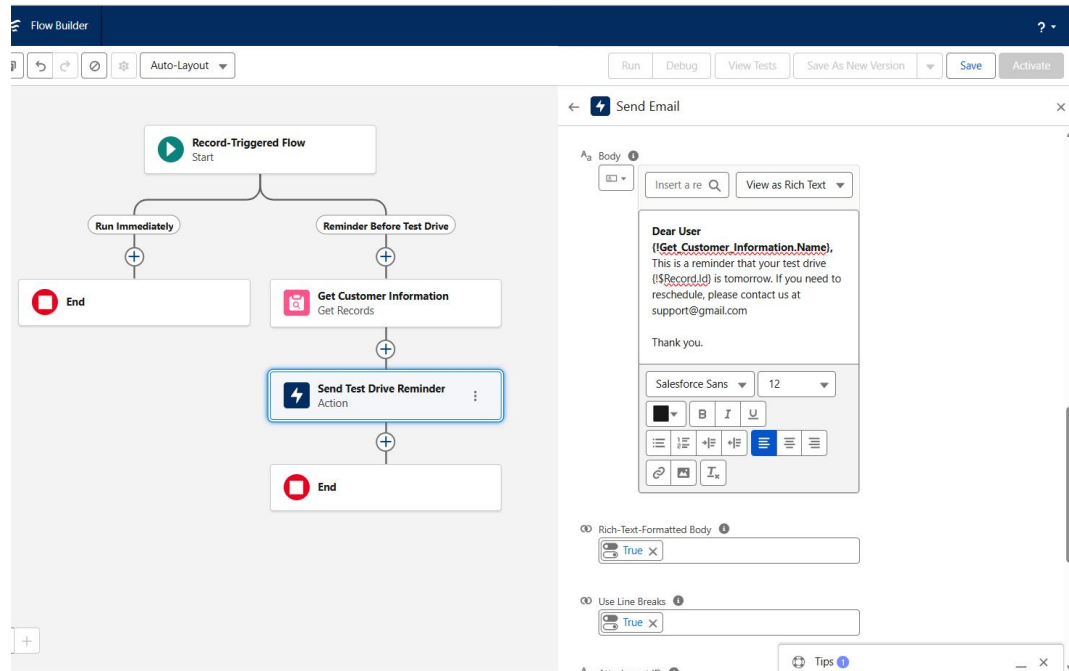 Flow Builder
?
Auto-Layout
Run
Debug
View Tests
Save As New Version
Save
Activate
Record-Triggered Flow
Start
Run Immediately
Reminder Before Test Drive
End
Get Customer Information
Get Records
Send Test Drive Reminder
Action
End
Send Email
Aa Body
Insert a re
View as Rich Text
Dear User
{!Get_Customer_Information.Name},
This is a reminder that your test drive
{!$Record.Id} is tomorrow. If you need to
reschedule, please contact us at
support@gmail.com
Thank you.
Salesforce Sans
12
B I U
Rich-Text-Formatted Body
True
Use Line Breaks
True
Tips 1